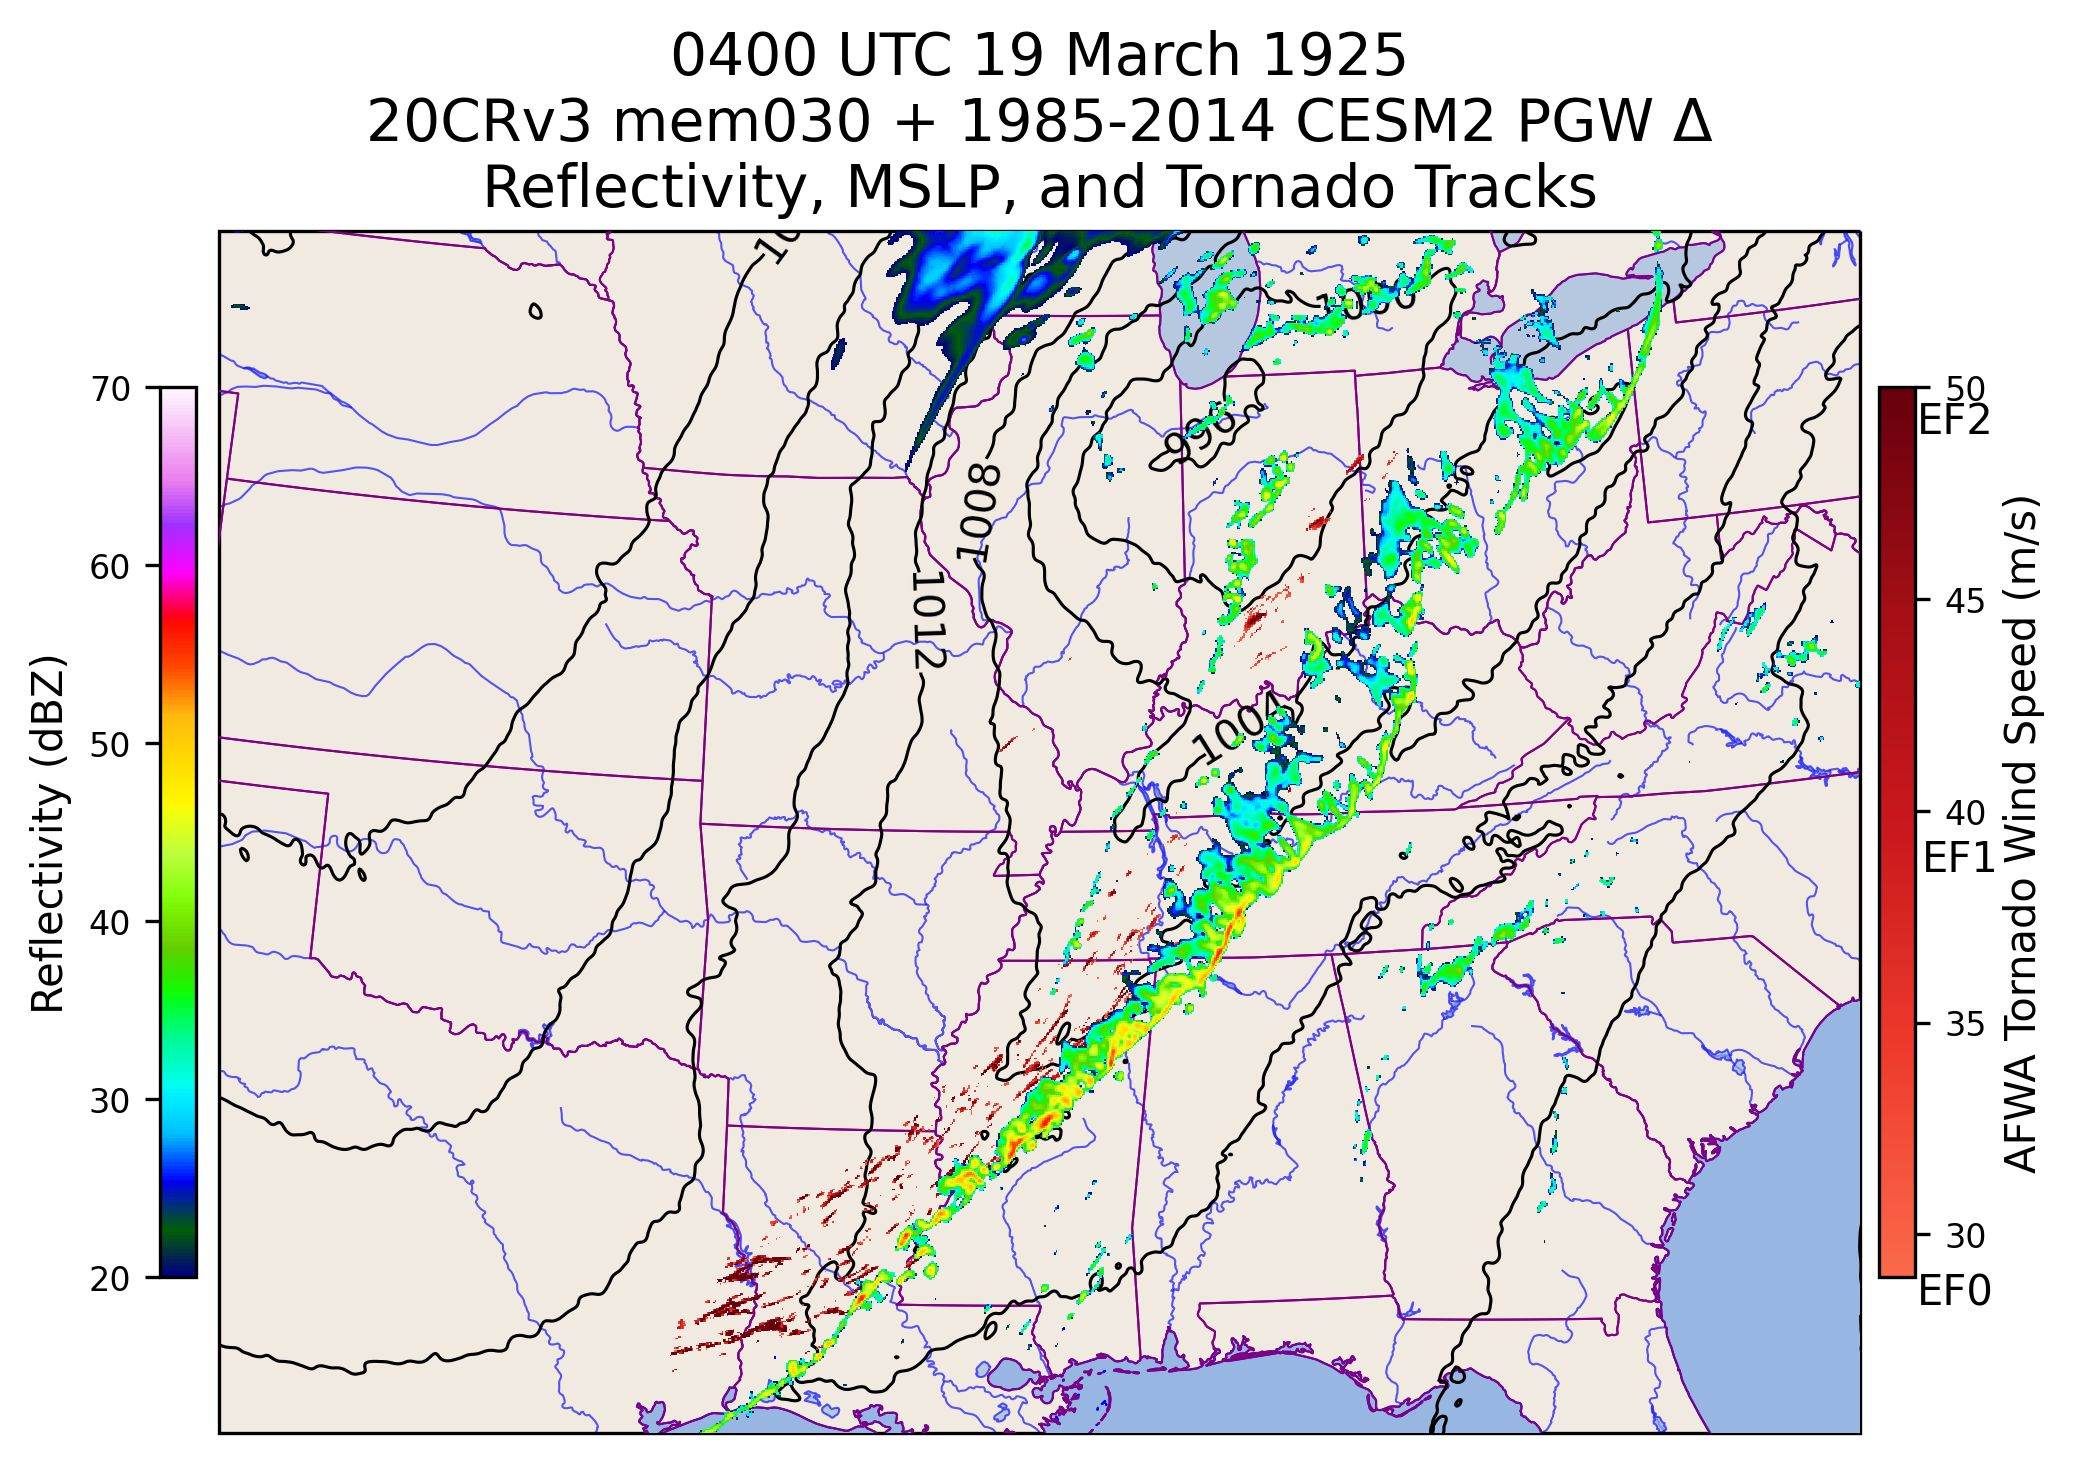 0400 UTC 19 March 1925
20CRv3 mem030 + 1985-2014 CESM2 PGW Δ
Reflectivity, MSLP, and Tornado Tracks
70
60
50
40
30
20
Reflectivity (dBZ)
996
1008
1012
1004
50
EF2
45
40
EF1
35
30
EF0
AFWA Tornado Wind Speed (m/s)